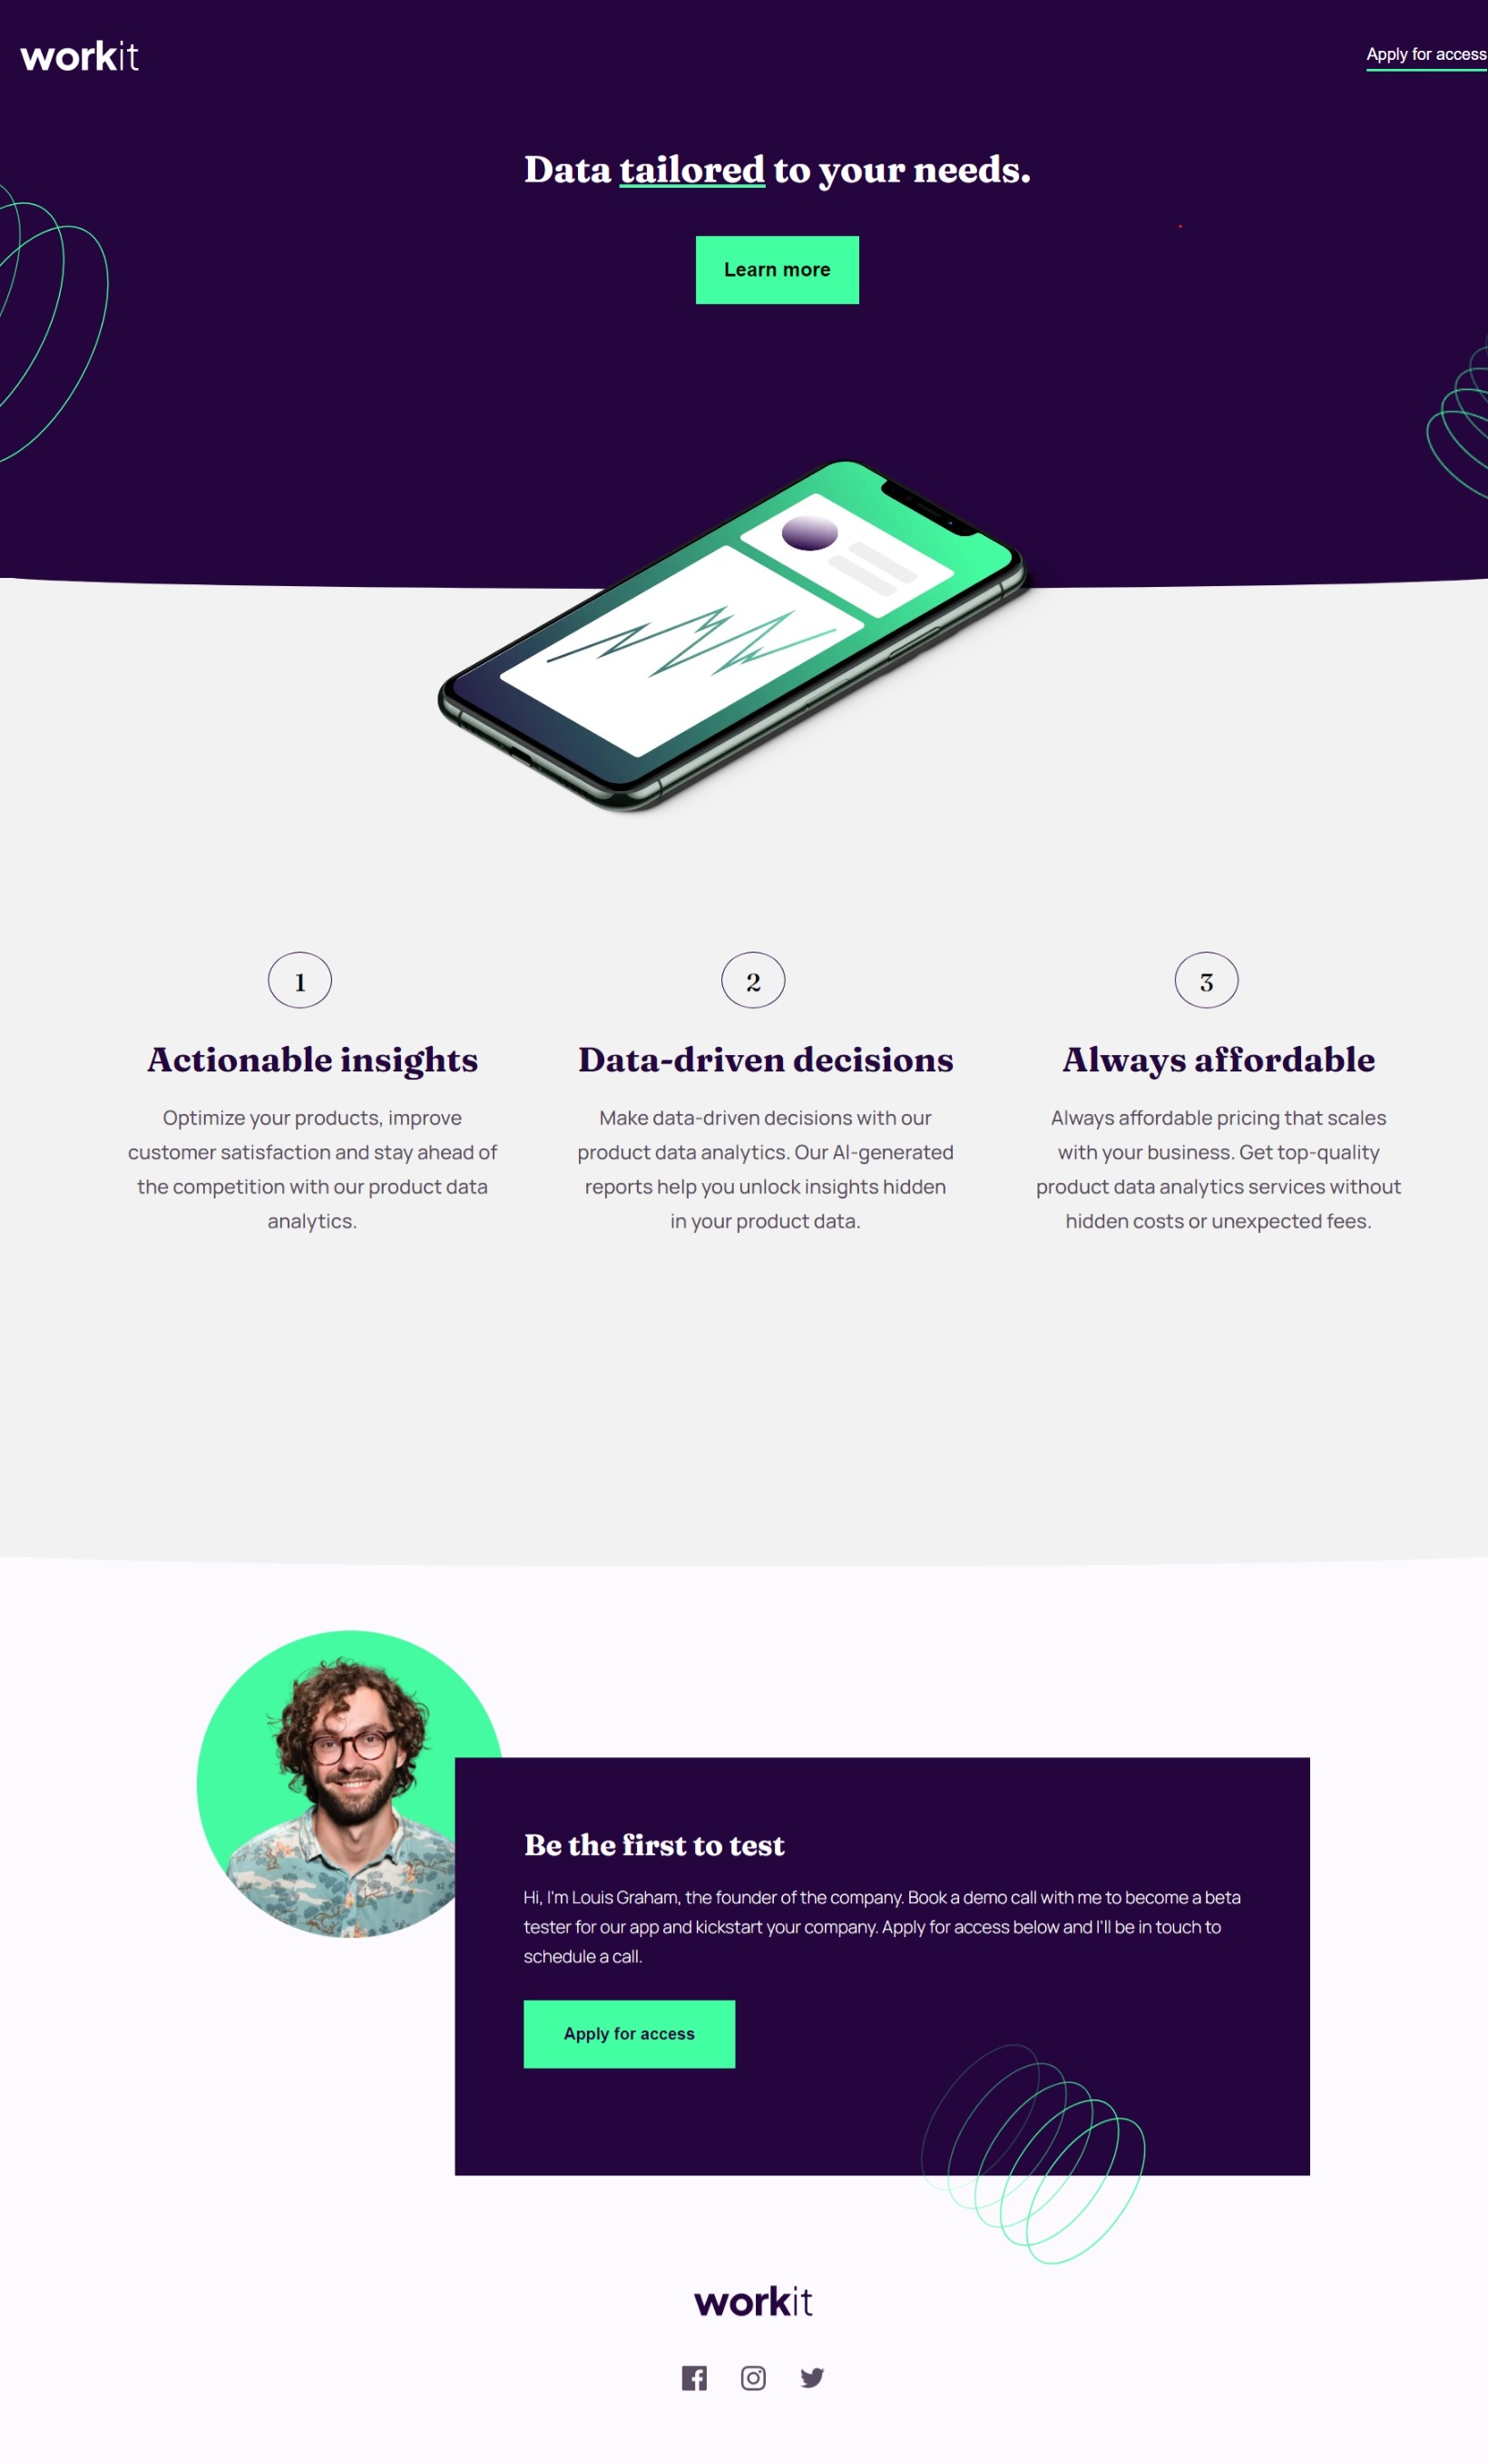 workit
Apply for access
Data tailored to your needs.
Learn more
1
Actionable insights
Optimize your products, improve
customer satisfaction and stay ahead of
the competition with our product data
analytics.
2
Data-driven decisions
Make data-driven decisions with our
product data analytics. Our AI-generated
reports help you unlock insights hidden
in your product data.
3
Always affordable
Always affordable pricing that scales
with your business. Get top-quality
product data analytics services without
hidden costs or unexpected fees.
Be the first to test
Hi, I'm Louis Graham, the founder of the company. Book a demo call with me to become a beta
tester for our app and kickstart your company. Apply for access below and I'll be in touch to
schedule a call.
Apply for access
workit